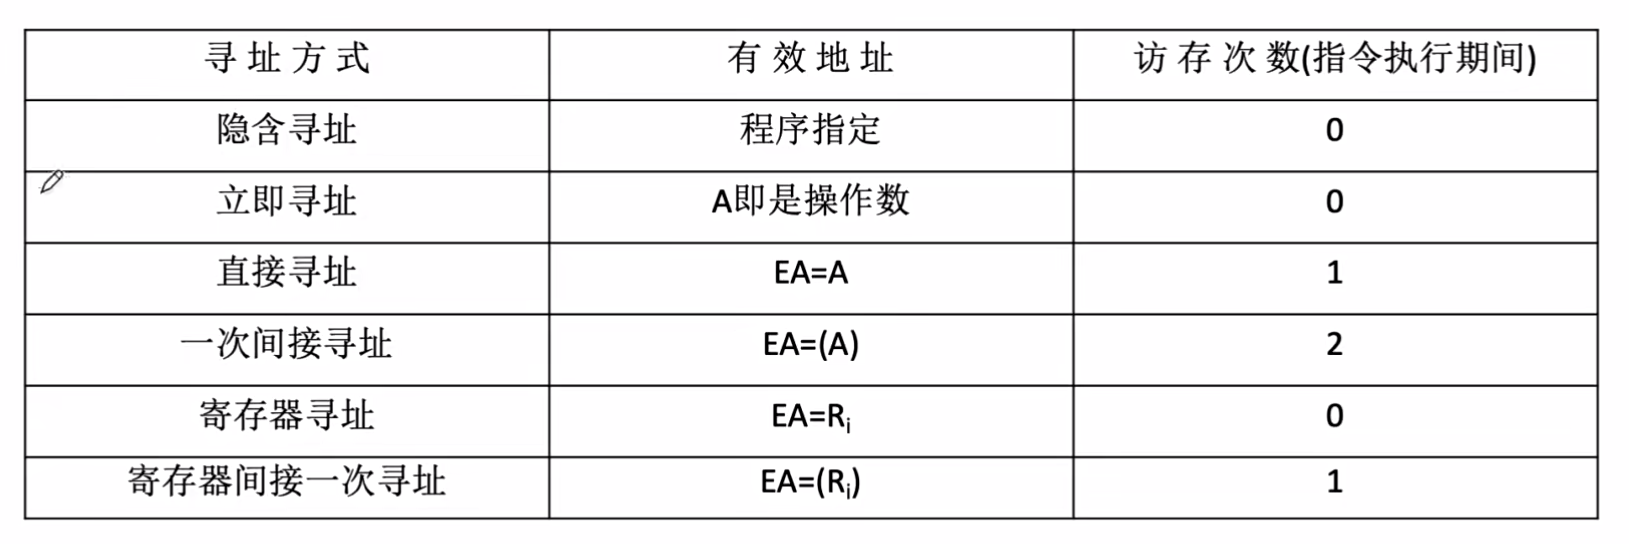 寻址方式 有效地址 访存次数(指令执行期间)
隐含寻址 程序指定 0
立即寻址 A即是操作数 0
直接寻址 EA=A 1
一次间接寻址 EA=(A) 2
寄存器寻址 EA=Ri 0
寄存器间接一次寻址 EA=(Ri) 1